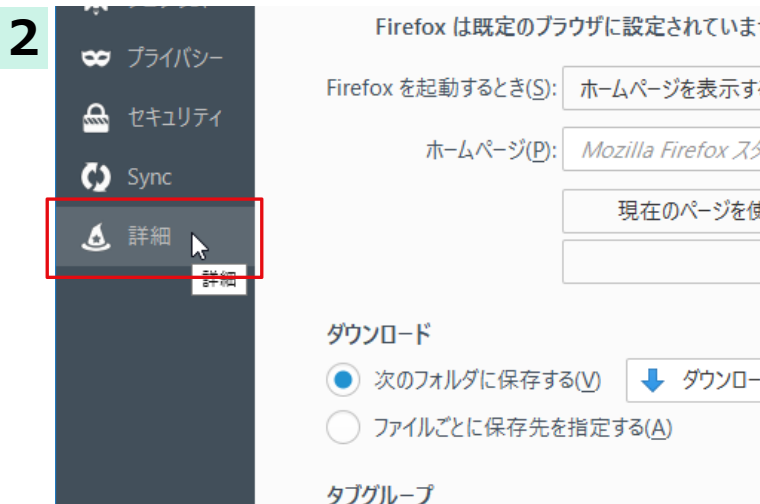 2
Firefox は既定のブラウザに設定されていま
プライバシー
Firefox を起動するとき(S): ホームページを表示す
セキュリティ
ホームページ(P): Mozilla Firefox ス
Sync
現在のページを使
詳細
詳細
ダウンロード
次のフォルダに保存する(V) ダウンロー
ファイルごとに保存先を指定する(A)
タブグループ